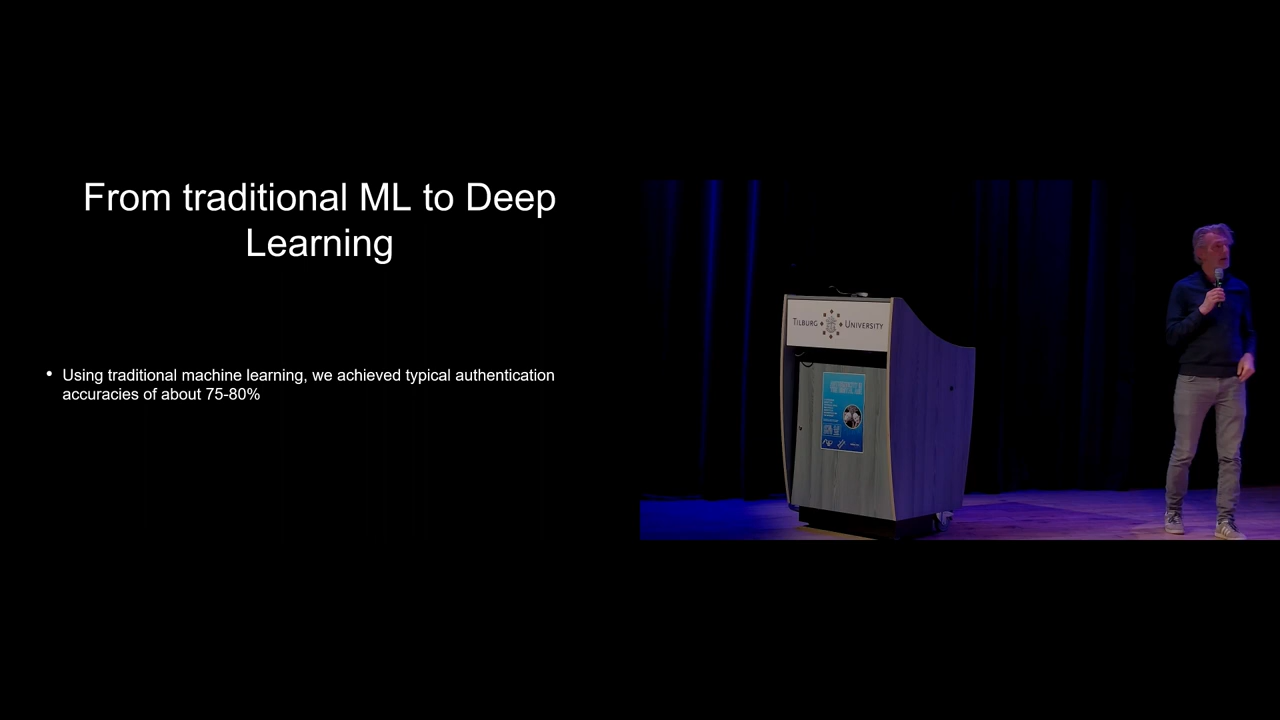 From traditional ML to Deep
Learning
• Using traditional machine learning, we achieved typical authentication
accuracies of about 75-80%
TILBURG UNIVERSITY